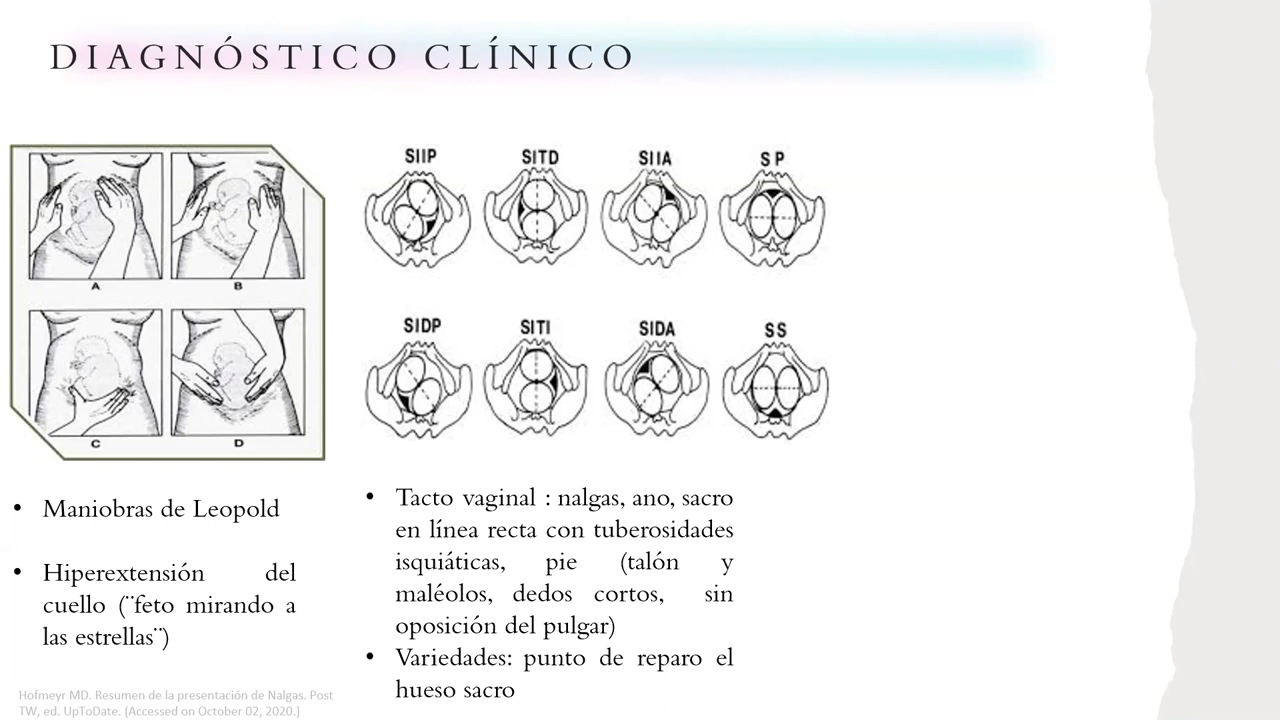 DIAGNÓSTICO CLÍNICO
A
B
C
D
SIIP
SITD
SIIA
SP
SIDP
SITI
SIDA
SS
• Maniobras de Leopold
• Hiperextensión del
cuello (¨feto mirando a
las estrellas¨)
• Tacto vaginal : nalgas, ano, sacro
en línea recta con tuberosidades
isquiáticas, pie (talón y
maléolos, dedos cortos, sin
oposición del pulgar)
• Variedades: punto de reparo el
hueso sacro
Hofmeyr MD. Resumen de la presentación de Nalgas. Post
TW, ed. UpToDate. (Accessed on October 02, 2020.)